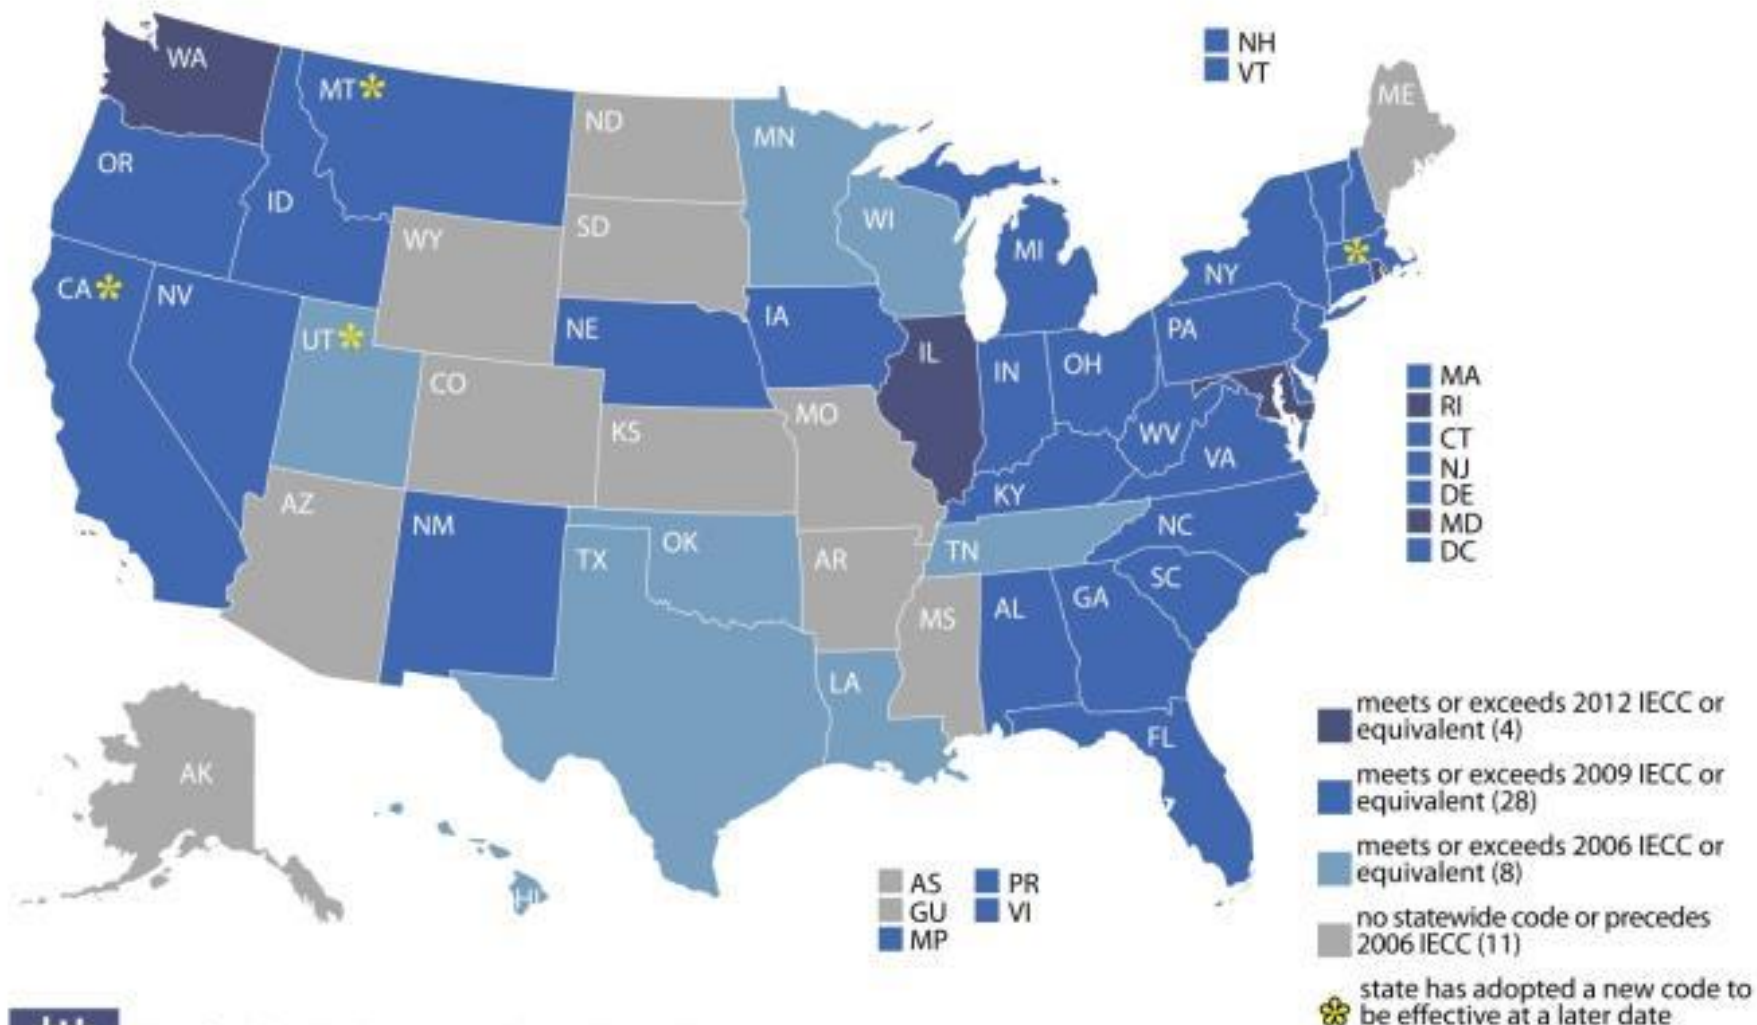 WA
MT
ND
MN
ME
NH
VT
OR
ID
WY
SD
WI
MI
NY
CA
NV
UT
NE
IA
IL
IN
OH
PA
CO
KS
MO
WV
VA
KY
MA
RI
CT
NJ
DE
MD
DC
AZ
NM
TX
OK
AR
TN
NC
SC
MS
AL
GA
LA
FL
AK
HI
AS
GU
MP
PR
VI
meets or exceeds 2012 IECC or
equivalent (4)
meets or exceeds 2009 IECC or
equivalent (28)
meets or exceeds 2006 IECC or
equivalent (8)
no statewide code or precedes
2006 IECC (11)
state has adopted a new code to
be effective at a later date